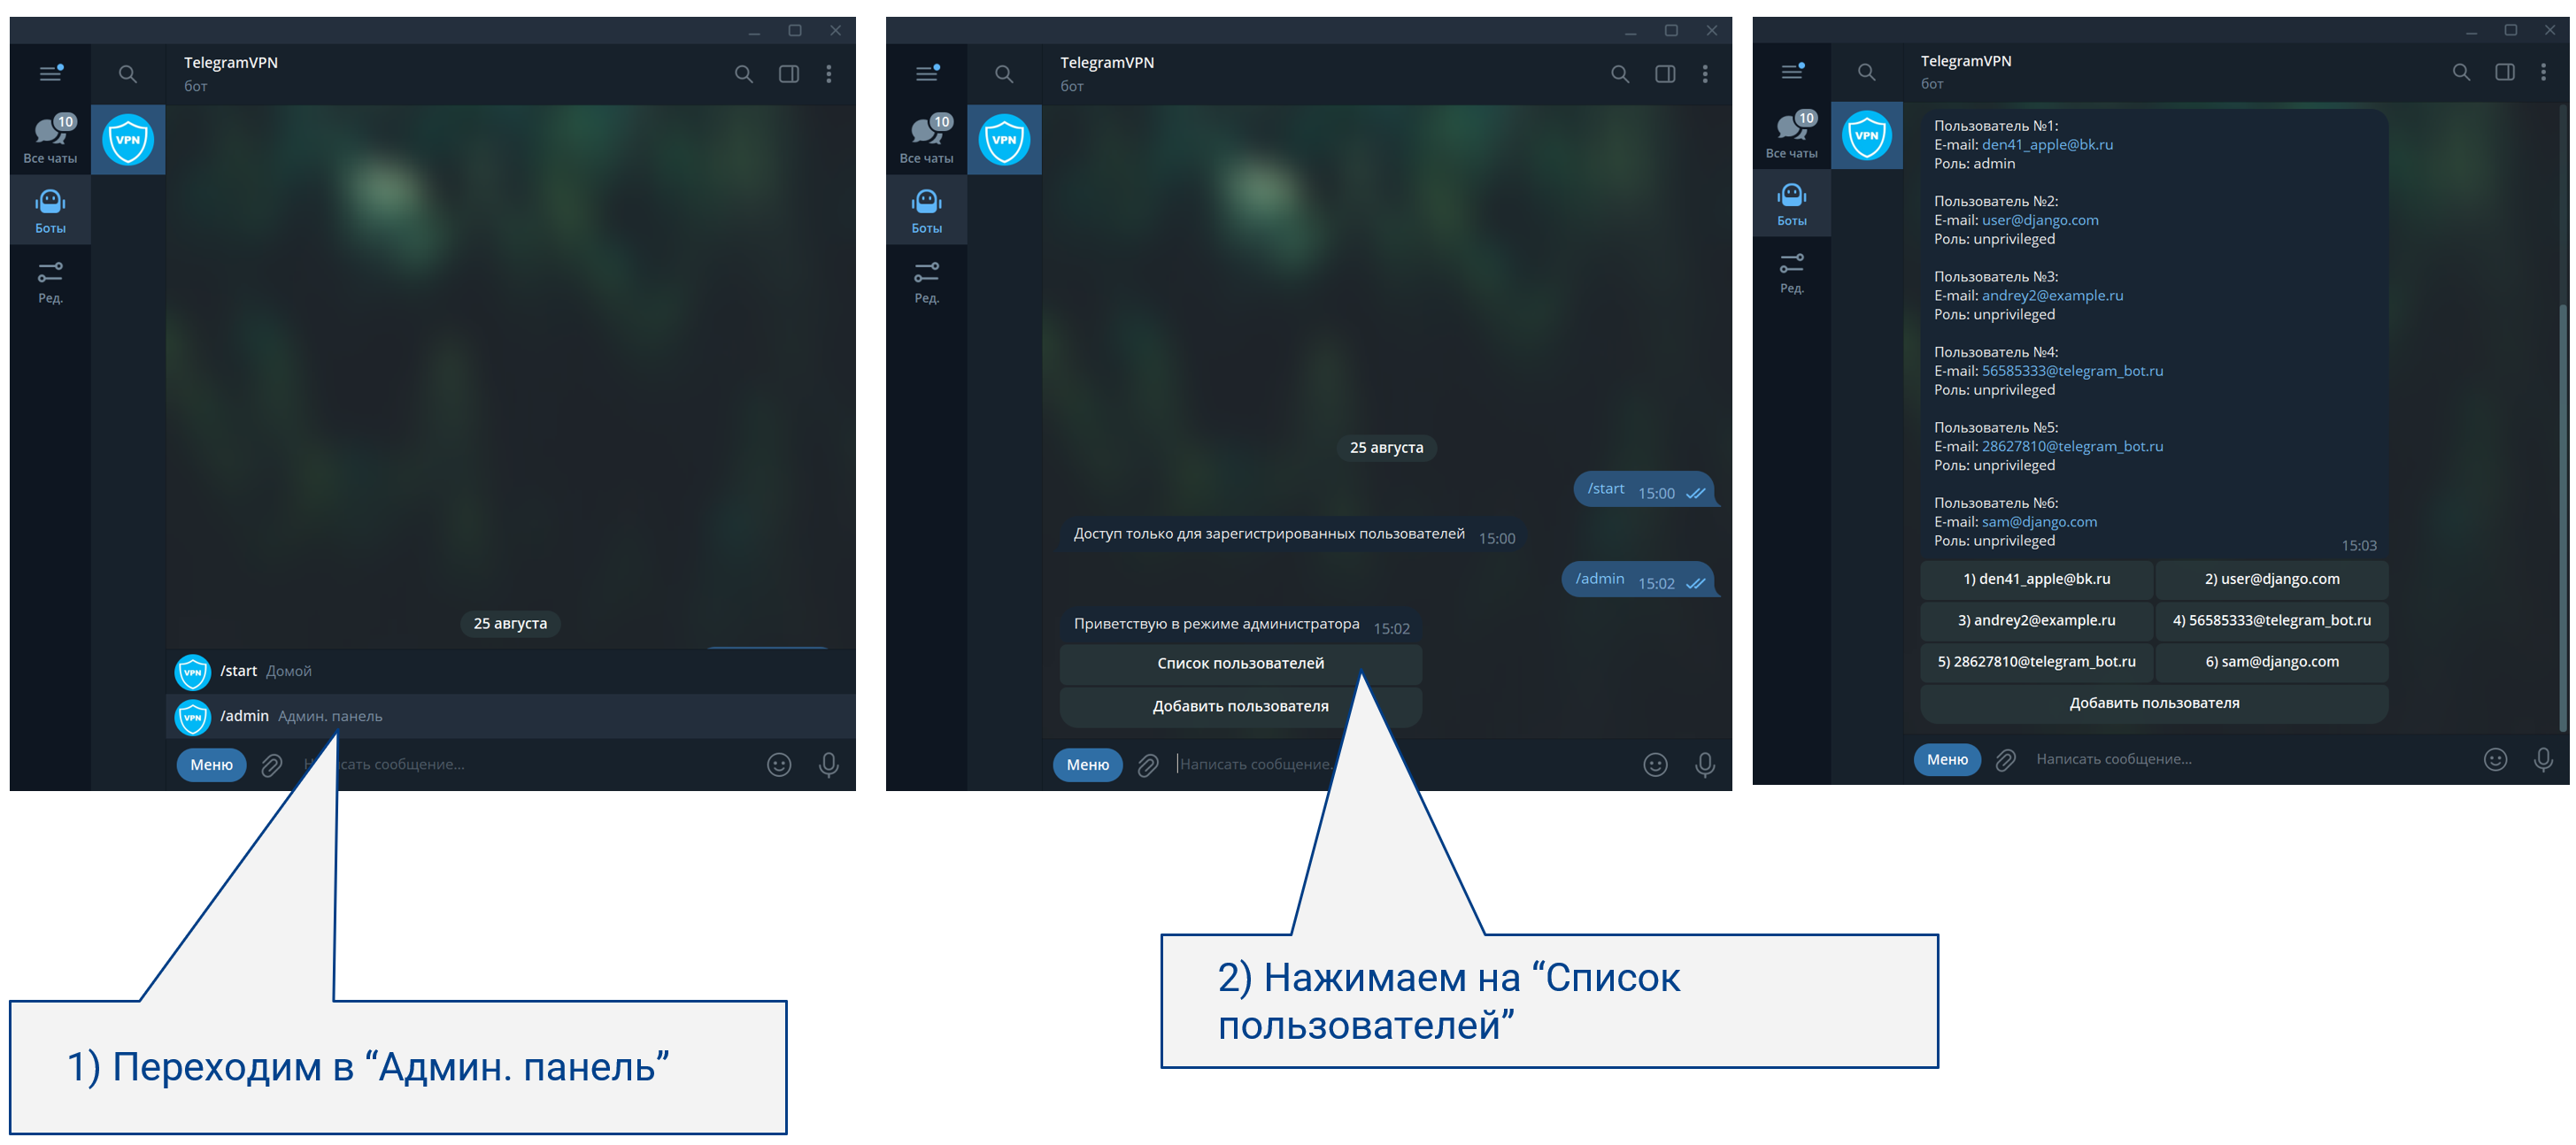 TelegramVPN
бот
10
Все чаты
VPN
Боты
Ред.
25 августа
VPN
/start Домой
VPN
/admin Админ. панель
Меню
сать сообщение...
1) Переходим в “Админ. панель”
TelegramVPN
бот
10
Все чаты
VPN
Боты
Ред.
25 августа
/start 15:00
Доступ только для зарегистрированных пользователей 15:00
/admin 15:02
Приветствую в режиме администратора 15:02
Список пользователей
Добавить пользователя
Меню
Написать сообщение.
2) Нажимаем на “Список
пользователей”
TelegramVPN
бот
10
Все чаты
VPN
Боты
Ред.
Пользователь №1:
E-mail: den41_apple@bk.ru
Роль: admin
Пользователь №2:
E-mail: user@django.com
Роль: unprivileged
Пользователь №3:
E-mail: andrey2@example.ru
Роль: unprivileged
Пользователь №4:
E-mail: 56585333@telegram_bot.ru
Роль: unprivileged
Пользователь №5:
E-mail: 28627810@telegram_bot.ru
Роль: unprivileged
Пользователь №6:
E-mail: sam@django.com
Роль: unprivileged
15:03
1) den41_apple@bk.ru
2) user@django.com
3) andrey2@example.ru
4) 56585333@telegram_bot.ru
5) 28627810@telegram_bot.ru
6) sam@django.com
Добавить пользователя
Меню
Написать сообщение...